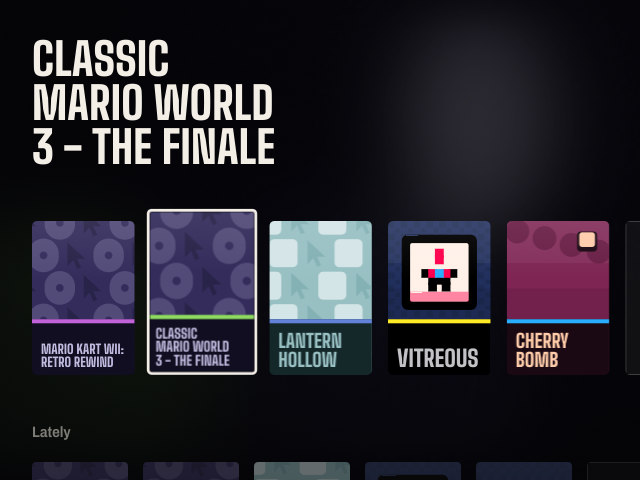 CLASSIC
MARIO WORLD
3 – THE FINALE
MARIO KART WII:
RETRO REWIND
CLASSIC
MARIO WORLD
3 – THE FINALE
LANTERN
HOLLOW
VITREOUS
CHERRY
BOMB
Lately